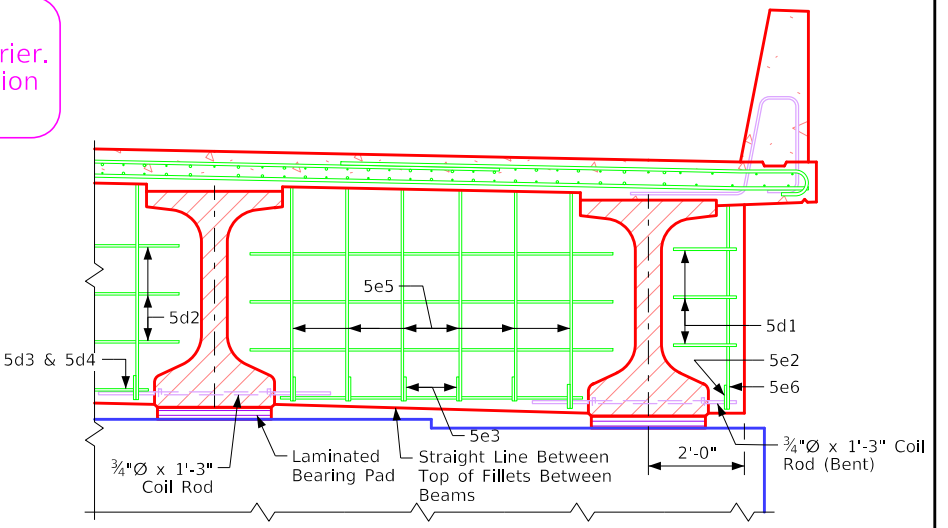 rier.
ion
5e5
5d2
5d1
5d3 & 5d4
5e2
5e6
5e3
¾"Ø x 1'-3"
Coil Rod
Laminated
Bearing Pad
Straight Line Between
Top of Fillets Between
Beams
2'-0"
¾"Ø x 1'-3" Coil
Rod (Bent)